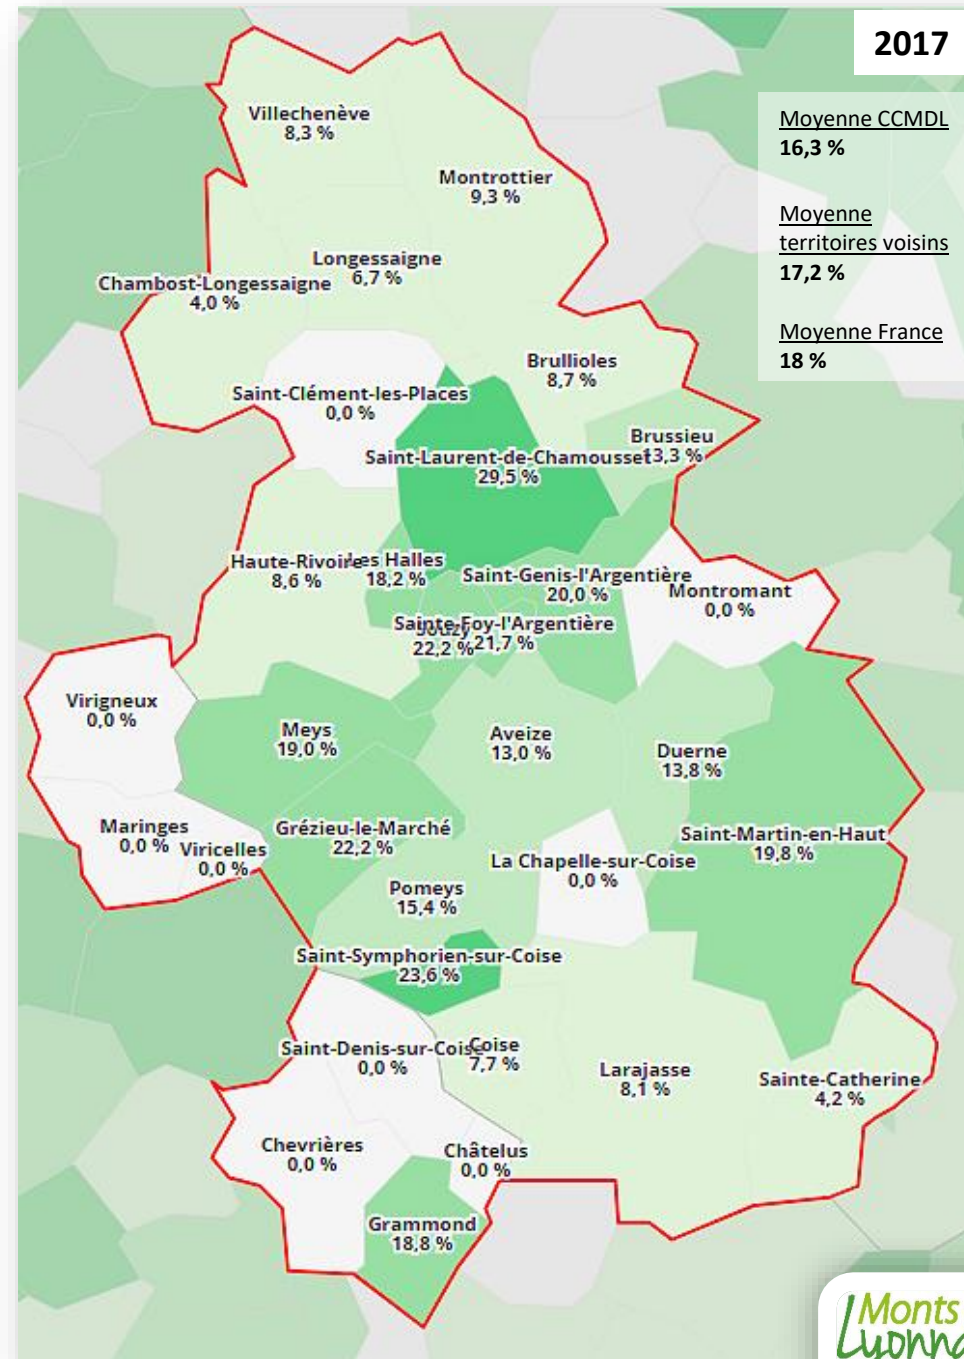 2017
Moyenne CCMDL
16,3 %
Moyenne
territoires voisins
17,2 %
Moyenne France
18 %
Villechenève
8,3 %
Montrottier
9,3 %
Longessaigne
6,7 %
Chambost-Longessaigne
4,0 %
Brullioles
8,7 %
Saint-Clément-les-Places
0,0 %
Brussieu
13,3 %
Saint-Laurent-de-Chamousset
29,5 %
Haute-Rivoire
8,6 %
Les Halles
18,2 %
Saint-Genis-l'Argentière
20,0 %
Montromant
0,0 %
Sainte-Foy-l'Argentière
21,7 %
Souzy
22,2 %
Virigneux
0,0 %
Meys
19,0 %
Aveize
13,0 %
Duerne
13,8 %
Maringes
0,0 %
Viricelles
0,0 %
Grézieu-le-Marché
22,2 %
Saint-Martin-en-Haut
19,8 %
La Chapelle-sur-Coise
0,0 %
Pomeys
15,4 %
Saint-Symphorien-sur-Coise
23,6 %
Saint-Denis-sur-Coise
0,0 %
Coise
7,7 %
Larajasse
8,1 %
Sainte-Catherine
4,2 %
Chevrières
0,0 %
Châtelus
0,0 %
Grammond
18,8 %
Monts
Lyonna